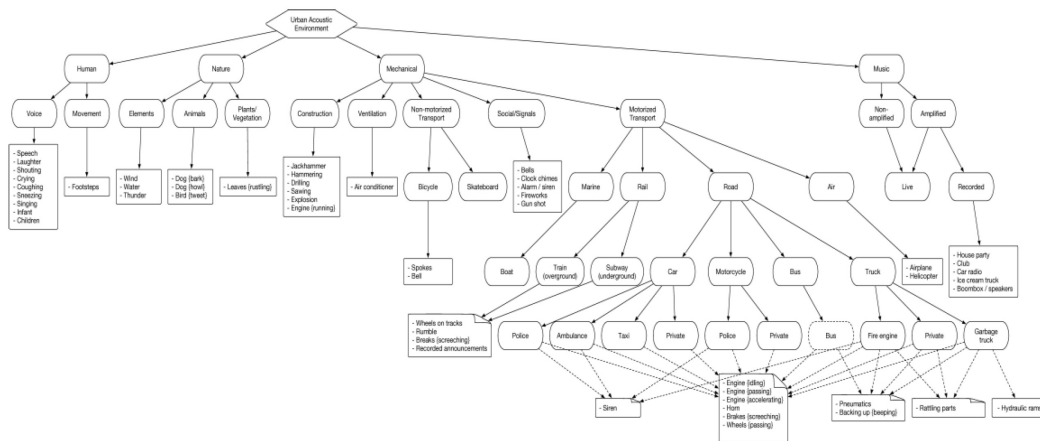 Urban Acoustic
Environment
Human
Nature
Mechanical
Music
Voice
Movement
Elements
Animals
Plants/
Vegetation
Construction
Ventilation
Non-motorized
Transport
Social/Signals
Motorized
Transport
Non-
amplified
Amplified
- Speech
- Laughter
- Shouting
- Crying
- Coughing
- Sneezing
- Singing
- Infant
- Children
- Footsteps
- Wind
- Water
- Thunder
- Dog {bark}
- Dog {howl}
- Bird {tweet}
- Leaves {rustling}
- Jackhammer
- Hammering
- Drilling
- Sawing
- Explosion
- Engine {running}
- Air conditioner
Bicycle
Skateboard
- Bells
- Clock chimes
- Alarm / siren
- Fireworks
- Gun shot
Marine
Rail
Road
Air
Live
Recorded
- Spokes
- Bell
Boat
Train
(overground)
Subway
(underground)
Car
Motorcycle
Bus
Truck
- Airplane
- Helicopter
- House party
- Club
- Car radio
- Ice cream truck
- Boombox / speakers
- Wheels on tracks
- Rumble
- Breaks {screeching}
- Recorded announcements
Police
Ambulance
Taxi
Private
Police
Private
Bus
Fire engine
Private
Garbage
truck
- Siren
- Engine {idling}
- Engine {passing}
- Engine {accelerating}
- Horn
- Brakes {screeching}
- Wheels {passing}
- Pneumatics
- Backing up {beeping}
- Rattling parts
- Hydraulic rams